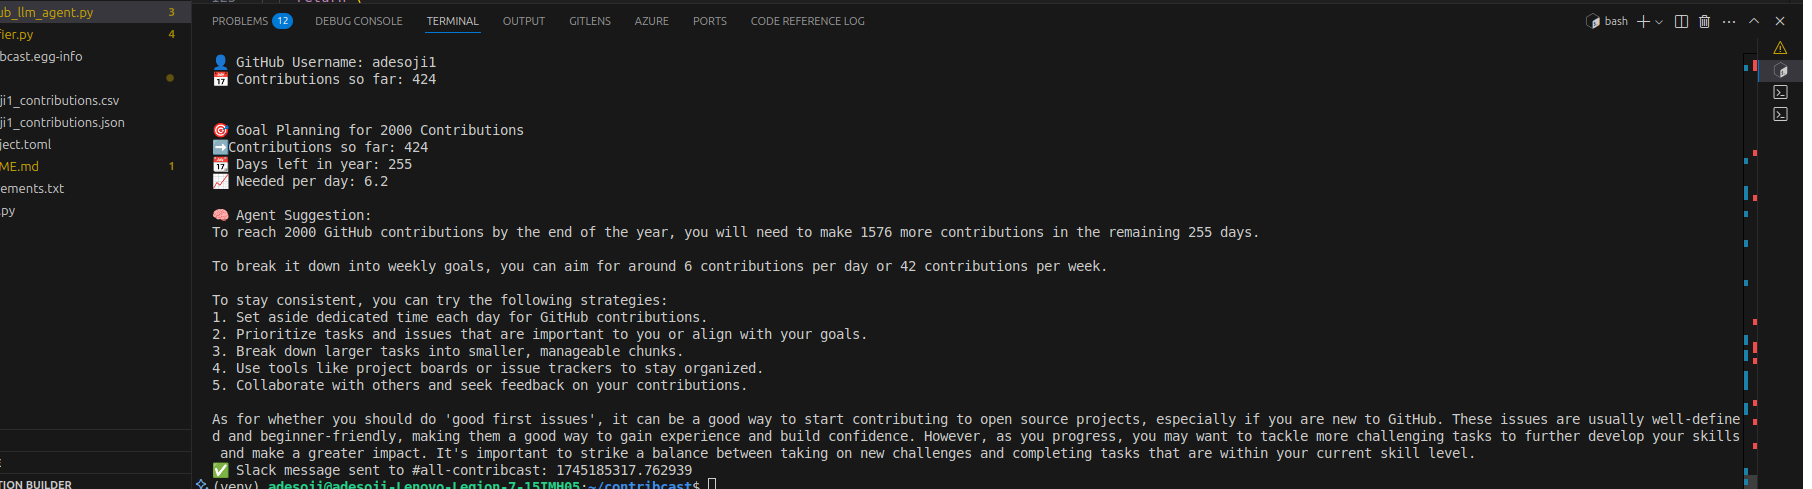 ub_llm_agent.py 3
fier.py 4
bcast.egg-info
ji1_contributions.csv
ji1_contributions.json
ject.toml
ME.md 1
ements.txt
.py
TION BUILDER
return (
PROBLEMS 12 DEBUG CONSOLE TERMINAL OUTPUT GITLENS AZURE PORTS CODE REFERENCE LOG bash
GitHub Username: adesoji1
Contributions so far: 424
Goal Planning for 2000 Contributions
Contributions so far: 424
Days left in year: 255
Needed per day: 6.2
Agent Suggestion:
To reach 2000 GitHub contributions by the end of the year, you will need to make 1576 more contributions in the remaining 255 days.
To break it down into weekly goals, you can aim for around 6 contributions per day or 42 contributions per week.
To stay consistent, you can try the following strategies:
1. Set aside dedicated time each day for GitHub contributions.
2. Prioritize tasks and issues that are important to you or align with your goals.
3. Break down larger tasks into smaller, manageable chunks.
4. Use tools like project boards or issue trackers to stay organized.
5. Collaborate with others and seek feedback on your contributions.
As for whether you should do 'good first issues', it can be a good way to start contributing to open source projects, especially if you are new to GitHub. These issues are usually well-define
d and beginner-friendly, making them a good way to gain experience and build confidence. However, as you progress, you may want to tackle more challenging tasks to further develop your skills
and make a greater impact. It's important to strike a balance between taking on new challenges and completing tasks that are within your current skill level.
Slack message sent to #all-contribcast: 1745185317.762939
(venv) adesoji@adesoji-Lenovo-Legion-7-15IMH05:~/contribcast$